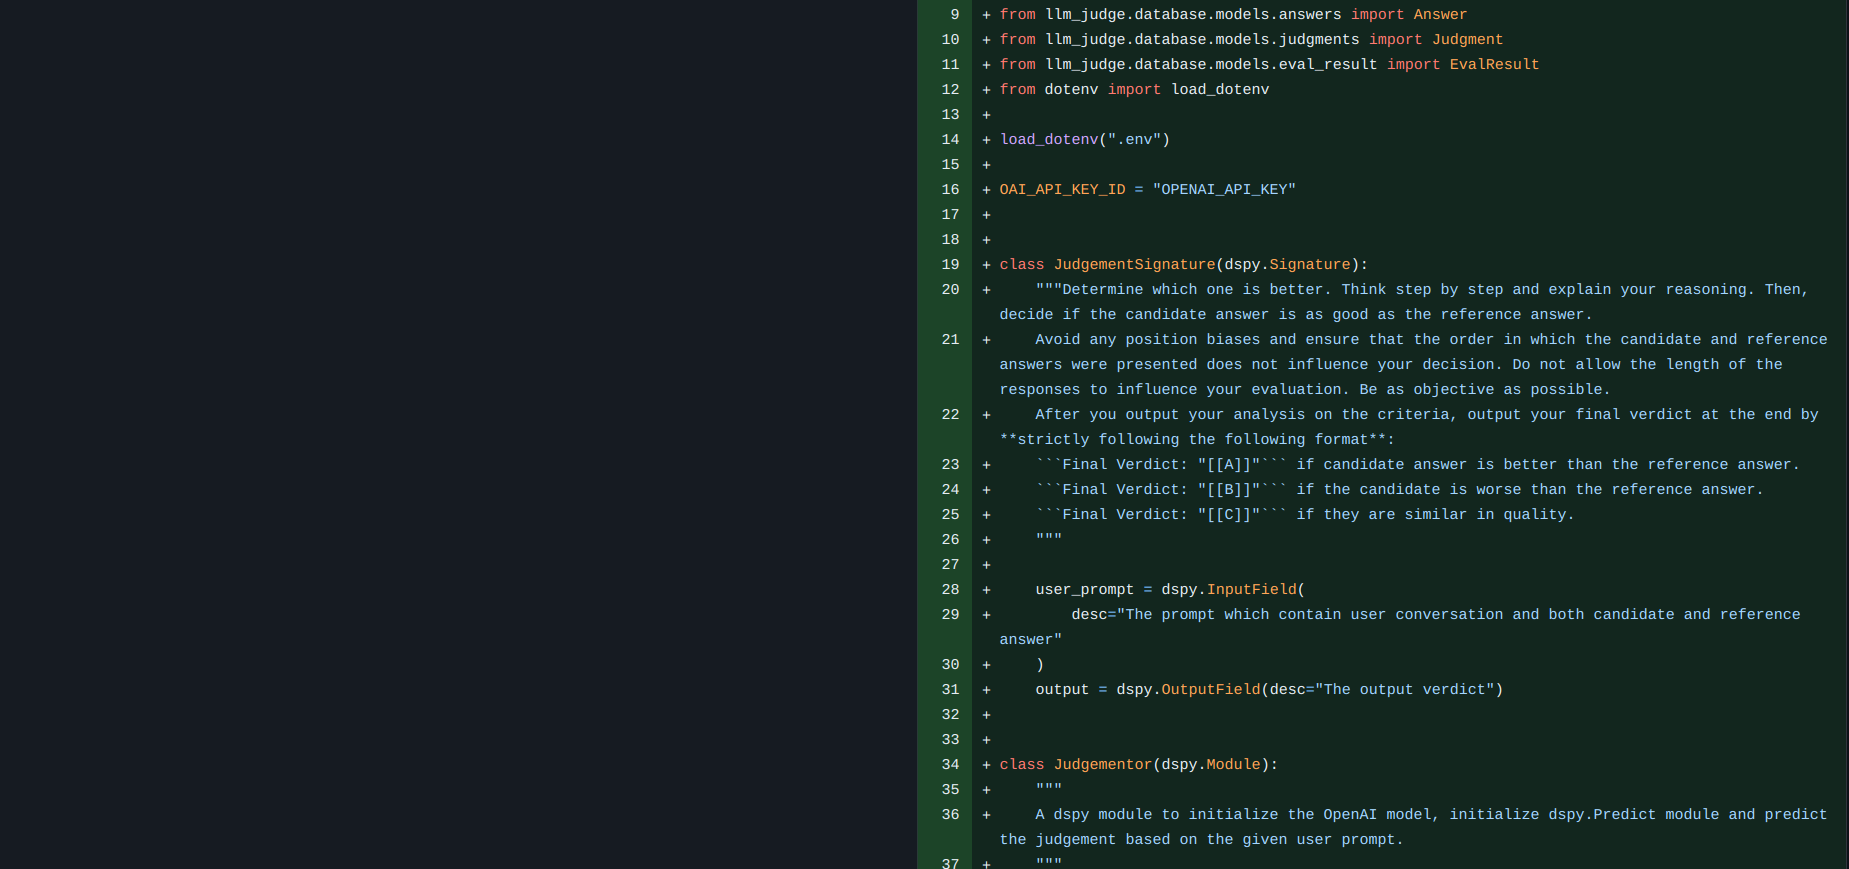 9 + from llm_judge.database.models.answers import Answer
10 + from llm_judge.database.models.judgments import Judgment
11 + from llm_judge.database.models.eval_result import EvalResult
12 + from dotenv import load_dotenv
13 +
14 + load_dotenv(".env")
15 +
16 + OAI_API_KEY_ID = "OPENAI_API_KEY"
17 +
18 +
19 + class JudgementSignature(dspy.Signature):
20 +     """Determine which one is better. Think step by step and explain your reasoning. Then,
decide if the candidate answer is as good as the reference answer.
21 +     Avoid any position biases and ensure that the order in which the candidate and reference
answers were presented does not influence your decision. Do not allow the length of the
responses to influence your evaluation. Be as objective as possible.
22 +     After you output your analysis on the criteria, output your final verdict at the end by
**strictly following the following format**:
23 +     ```Final Verdict: "[[A]]"``` if candidate answer is better than the reference answer.
24 +     ```Final Verdict: "[[B]]"``` if the candidate is worse than the reference answer.
25 +     ```Final Verdict: "[[C]]"``` if they are similar in quality.
26 +     """
27 +
28 +     user_prompt = dspy.InputField(
29 +         desc="The prompt which contain user conversation and both candidate and reference
answer"
30 +     )
31 +     output = dspy.OutputField(desc="The output verdict")
32 +
33 +
34 + class Judgementor(dspy.Module):
35 +     """
36 +     A dspy module to initialize the OpenAI model, initialize dspy.Predict module and predict
the judgement based on the given user prompt.
37 +     """